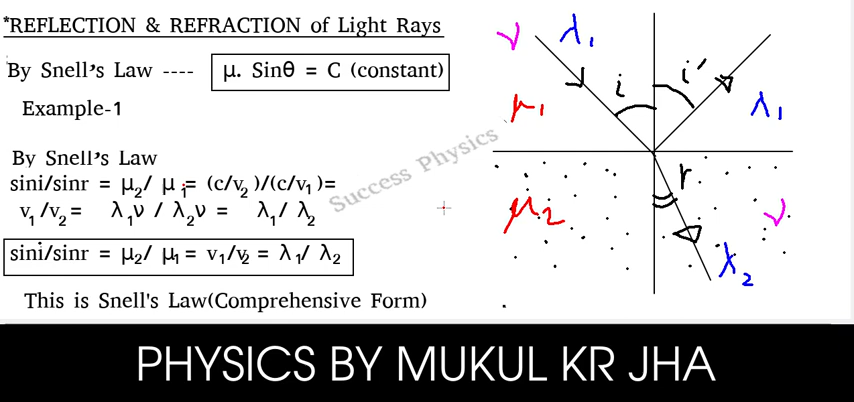 *REFLECTION & REFRACTION of Light Rays
By Snell's Law ---- μ. Sinθ = C (constant)
Example-1
By Snell's Law
sini/sinr = μ₂/ μ₁= (c/v₂)/(c/v₁)=
v₁/v₂= λ₁ν / λ₂ν = λ₁/ λ₂
sini/sinr = μ₂/ μ₁ = v₁/v₂ = λ₁/ λ₂
This is Snell's Law(Comprehensive Form)
Success Physics
ν λ₁
i i'
μ₁ λ₁
r
μ₂ ν
λ₂
PHYSICS BY MUKUL KR JHA